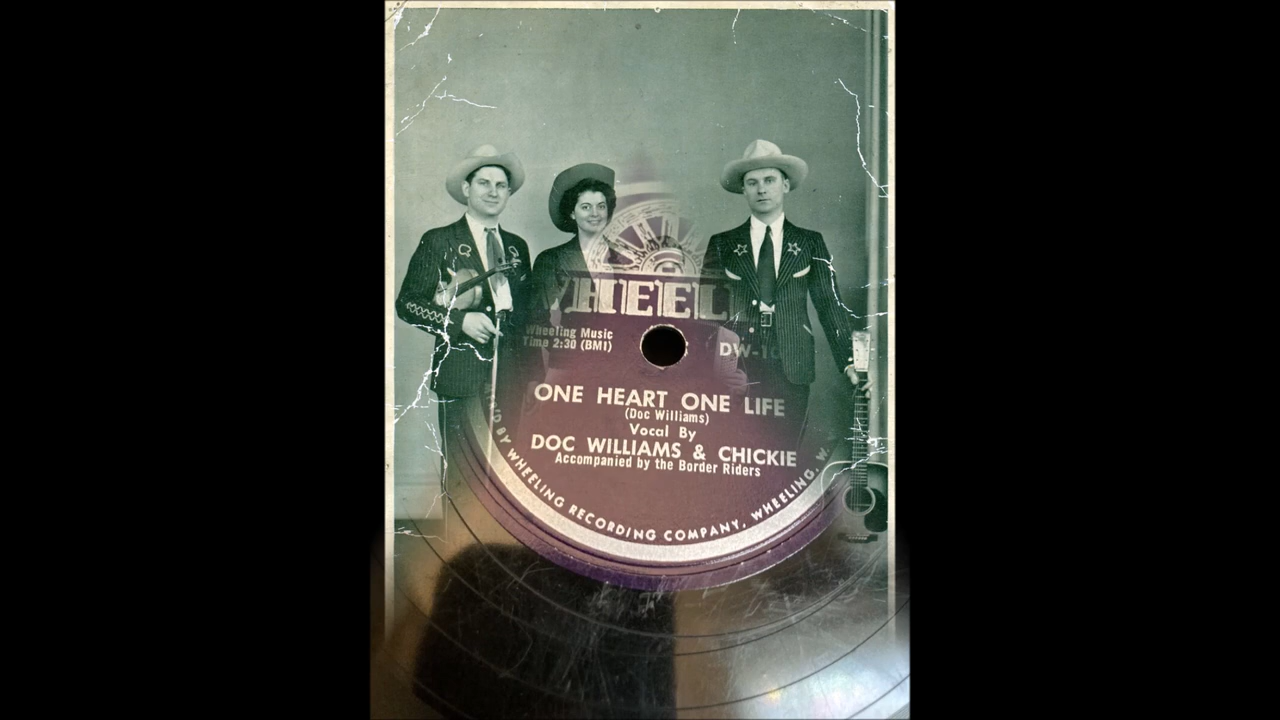 WHEEL
Wheeling Music
Time 2:30 (BMI)
DW-10
ONE HEART ONE LIFE
(Doc Williams)
Vocal By
DOC WILLIAMS & CHICKIE
Accompanied by the Border Riders
BY WHEELING RECORDING COMPANY, WHEELING, W.